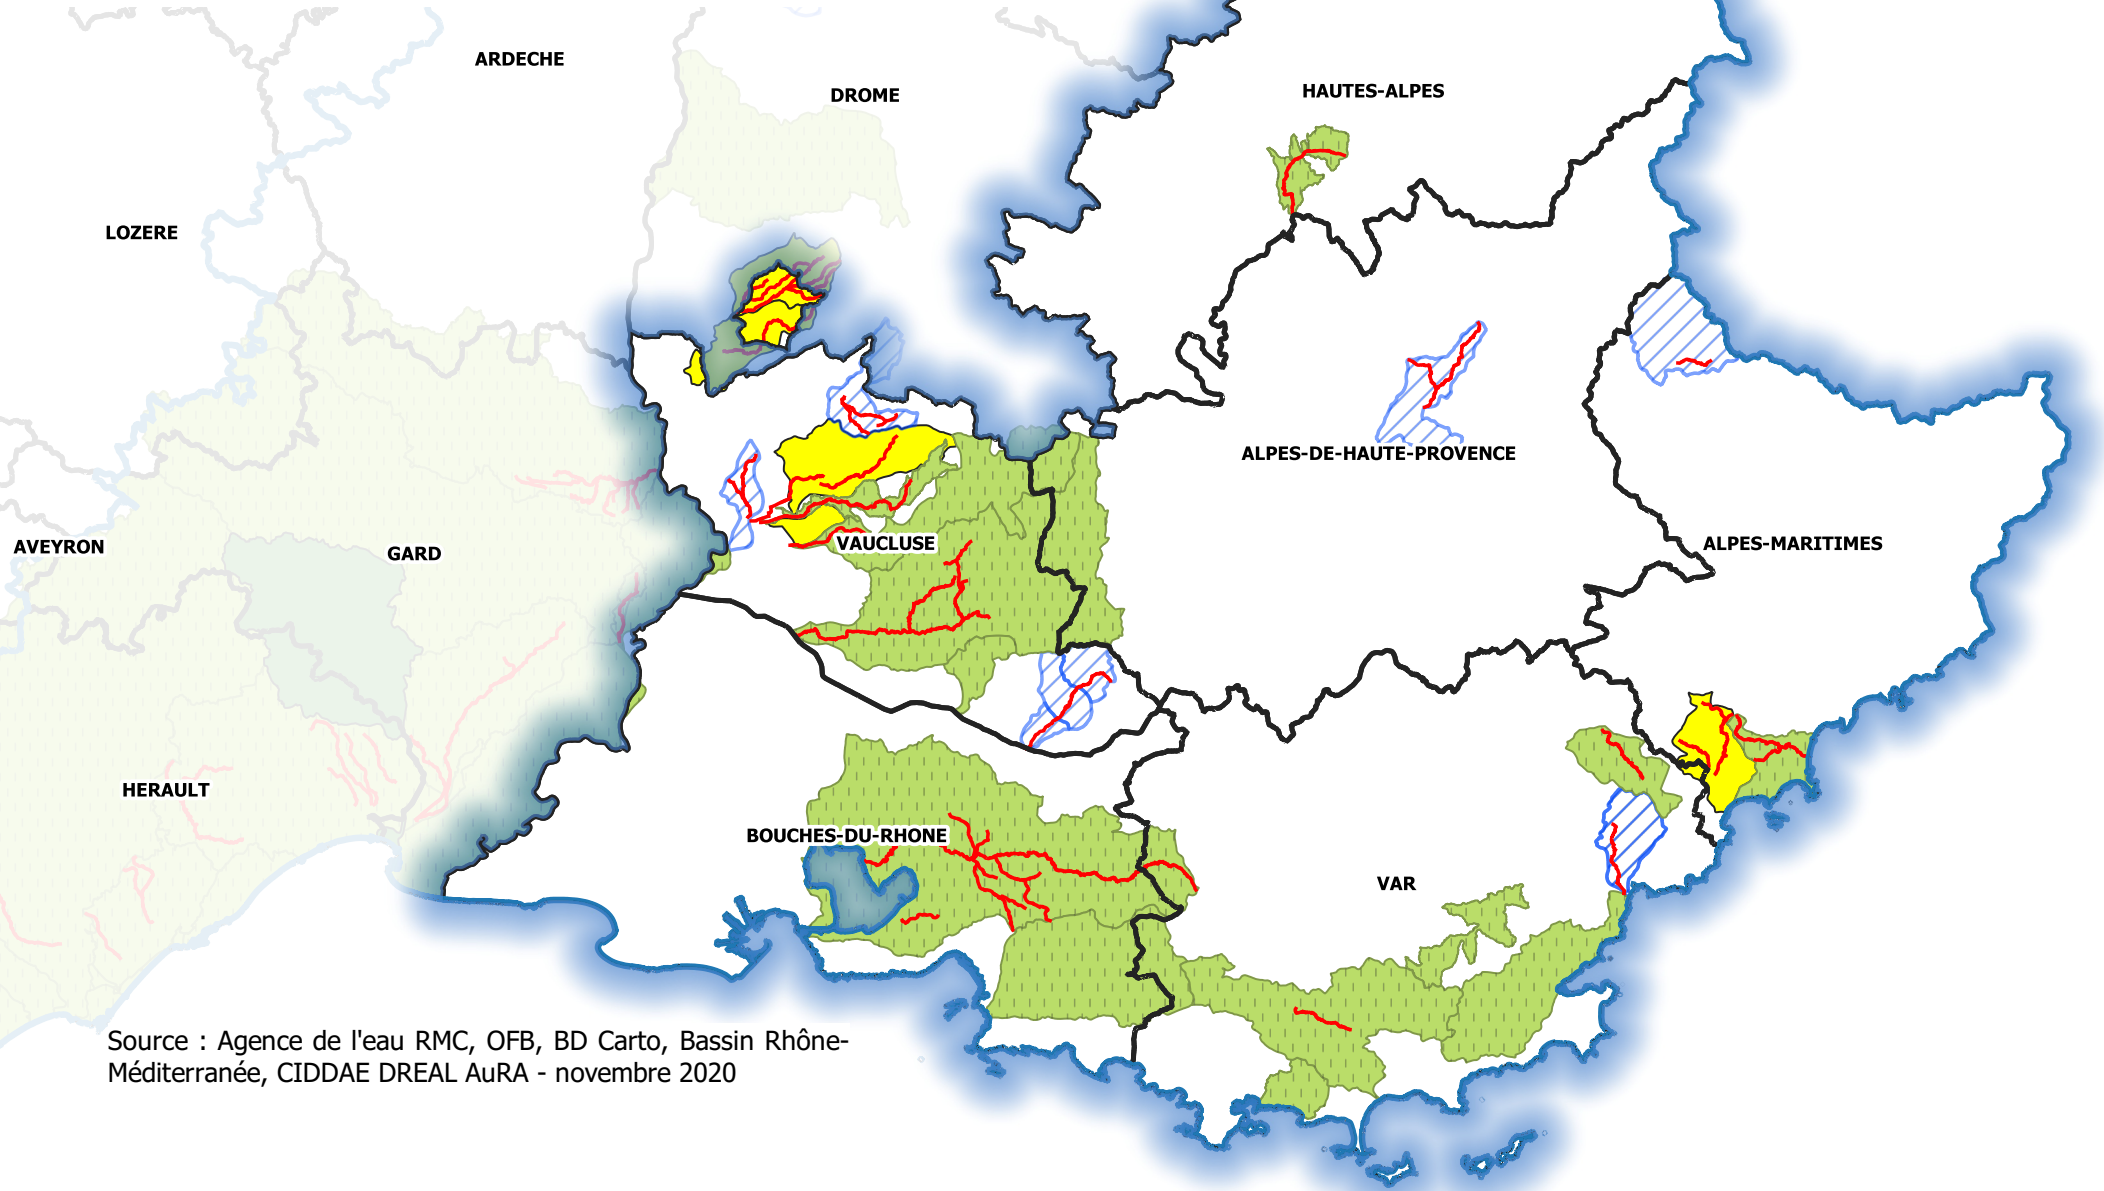 ARDECHE
HAUTES-ALPES
DROME
LOZERE
ALPES-DE-HAUTE-PROVENCE
VAUCLUSE
ALPES-MARITIMES
AVEYRON
GARD
HERAULT
BOUCHES-DU-RHONE
VAR
Source : Agence de l'eau RMC, OFB, BD Carto, Bassin Rhône-
Méditerranée, CIDDAE DREAL AuRA - novembre 2020